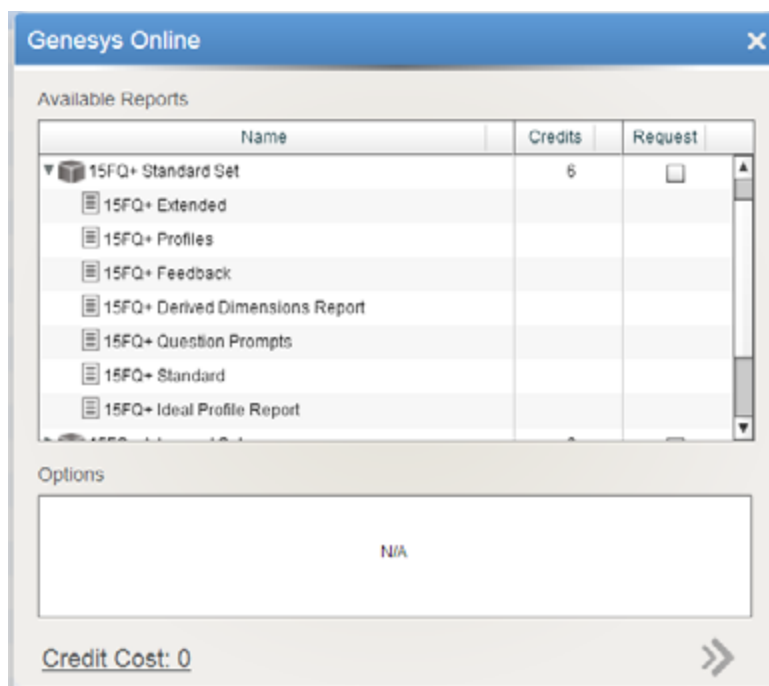 Genesys Online
Available Reports
Name Credits Request
15FQ+ Standard Set 6
15FQ+ Extended
15FQ+ Profiles
15FQ+ Feedback
15FQ+ Derived Dimensions Report
15FQ+ Question Prompts
15FQ+ Standard
15FQ+ Ideal Profile Report
Options
N/A
Credit Cost: 0